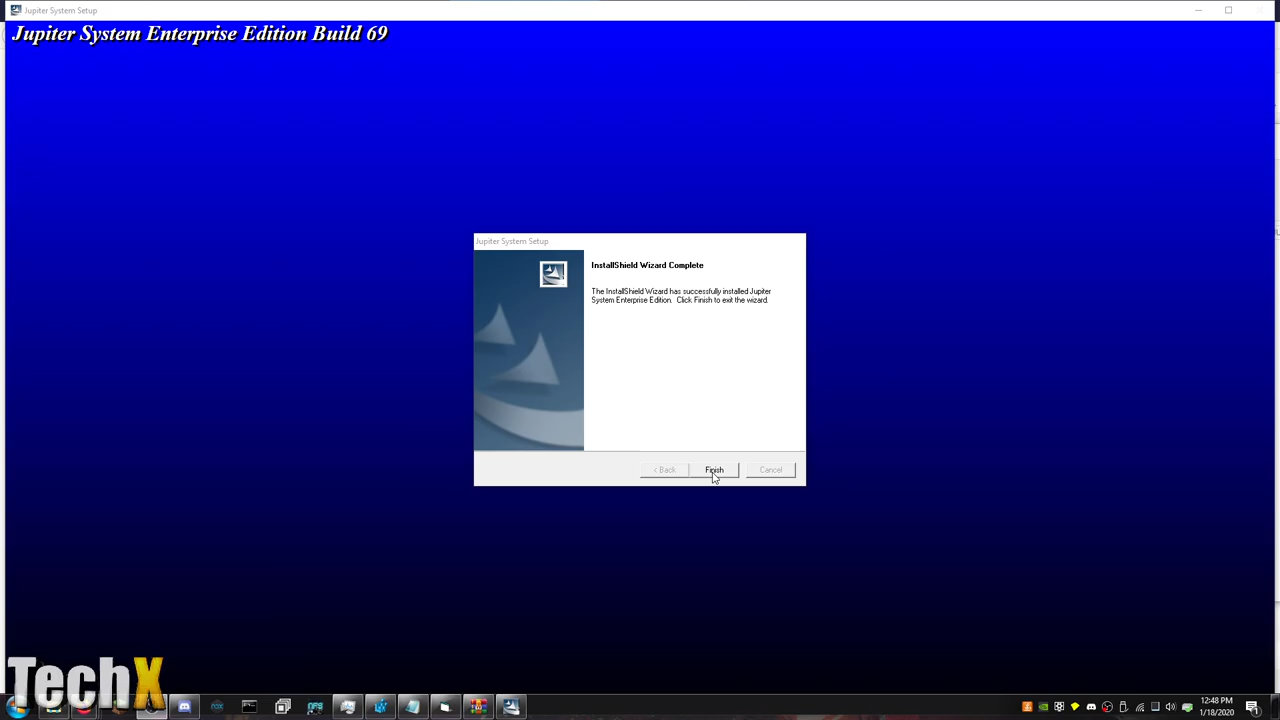 Jupiter System Setup
Jupiter System Enterprise Edition Build 69
Jupiter System Setup
InstallShield Wizard Complete
The InstallShield Wizard has successfully installed Jupiter
System Enterprise Edition. Click Finish to exit the wizard.
< Back
Finish
Cancel
TechX
12:48 PM
1/18/2020